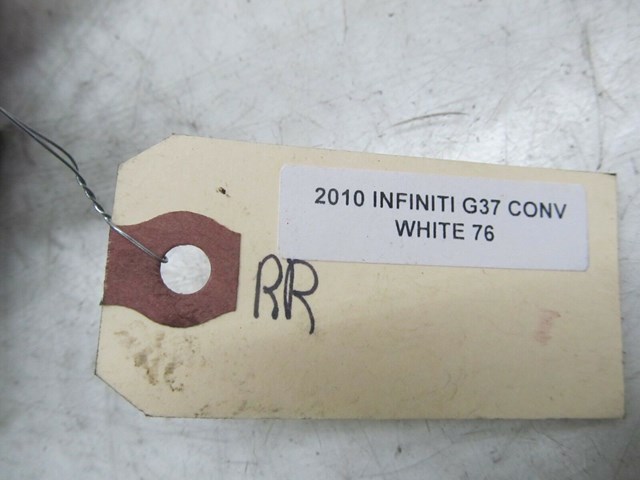 2010 INFINITI G37 CONV
WHITE 76
RR